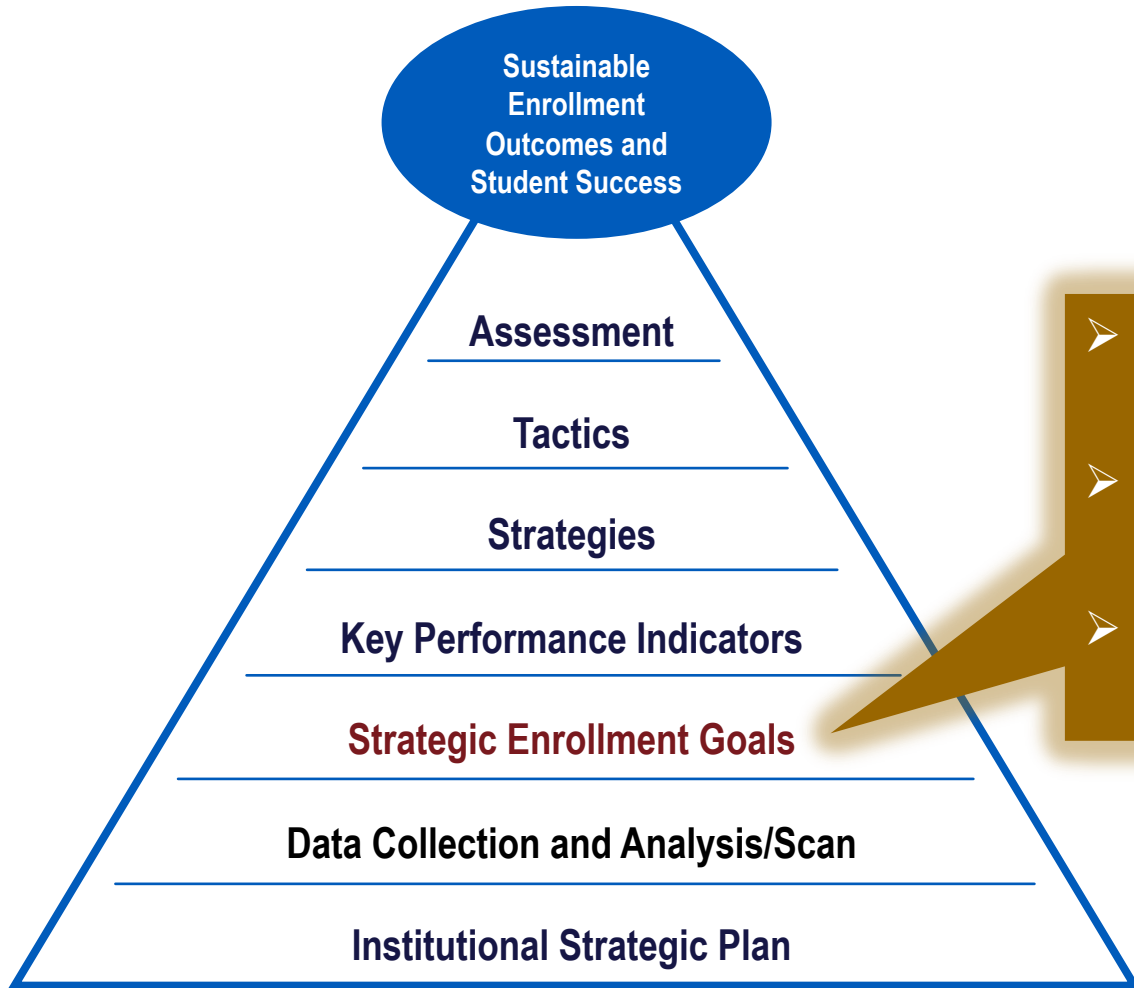 Sustainable
Enrollment
Outcomes and
Student Success
Assessment
Tactics
Strategies
Key Performance Indicators
Strategic Enrollment Goals
Data Collection and Analysis/Scan
Institutional Strategic Plan